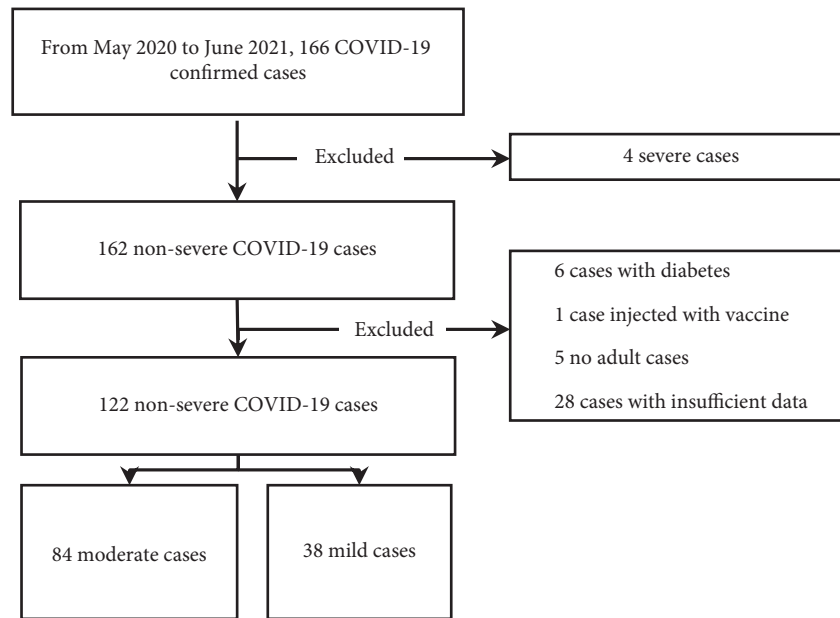 From May 2020 to June 2021, 166 COVID-19
confirmed cases
Excluded
4 severe cases
162 non-severe COVID-19 cases
Excluded
6 cases with diabetes
1 case injected with vaccine
5 no adult cases
28 cases with insufficient data
122 non-severe COVID-19 cases
84 moderate cases
38 mild cases